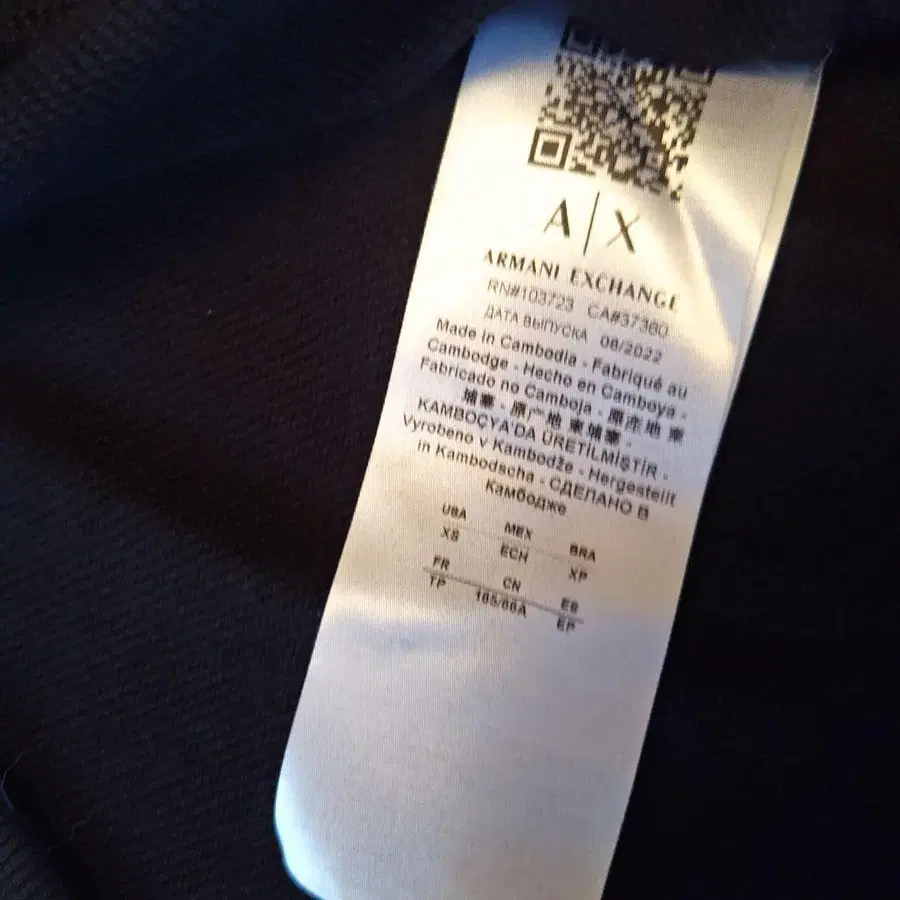 A|X
ARMANI EXCHANGE
RN#103723 CA#37360
ДАТА ВЫПУСКА 08/2022
Made in Cambodia - Fabriqué au
Cambodge - Hecho en Camboya -
Fabricado no Camboja - 原産地 柬
埔寨 - 原产地 柬埔寨 -
KAMBOÇYA'DA ÜRETİLMİŞTİR -
Vyrobeno v Kambodže - Hergestellt
in Kambodscha - СДЕЛАНО В
Камбодже
USA MEX BRA
XS ECH XP
FR CN ES
TP 165/88A EP